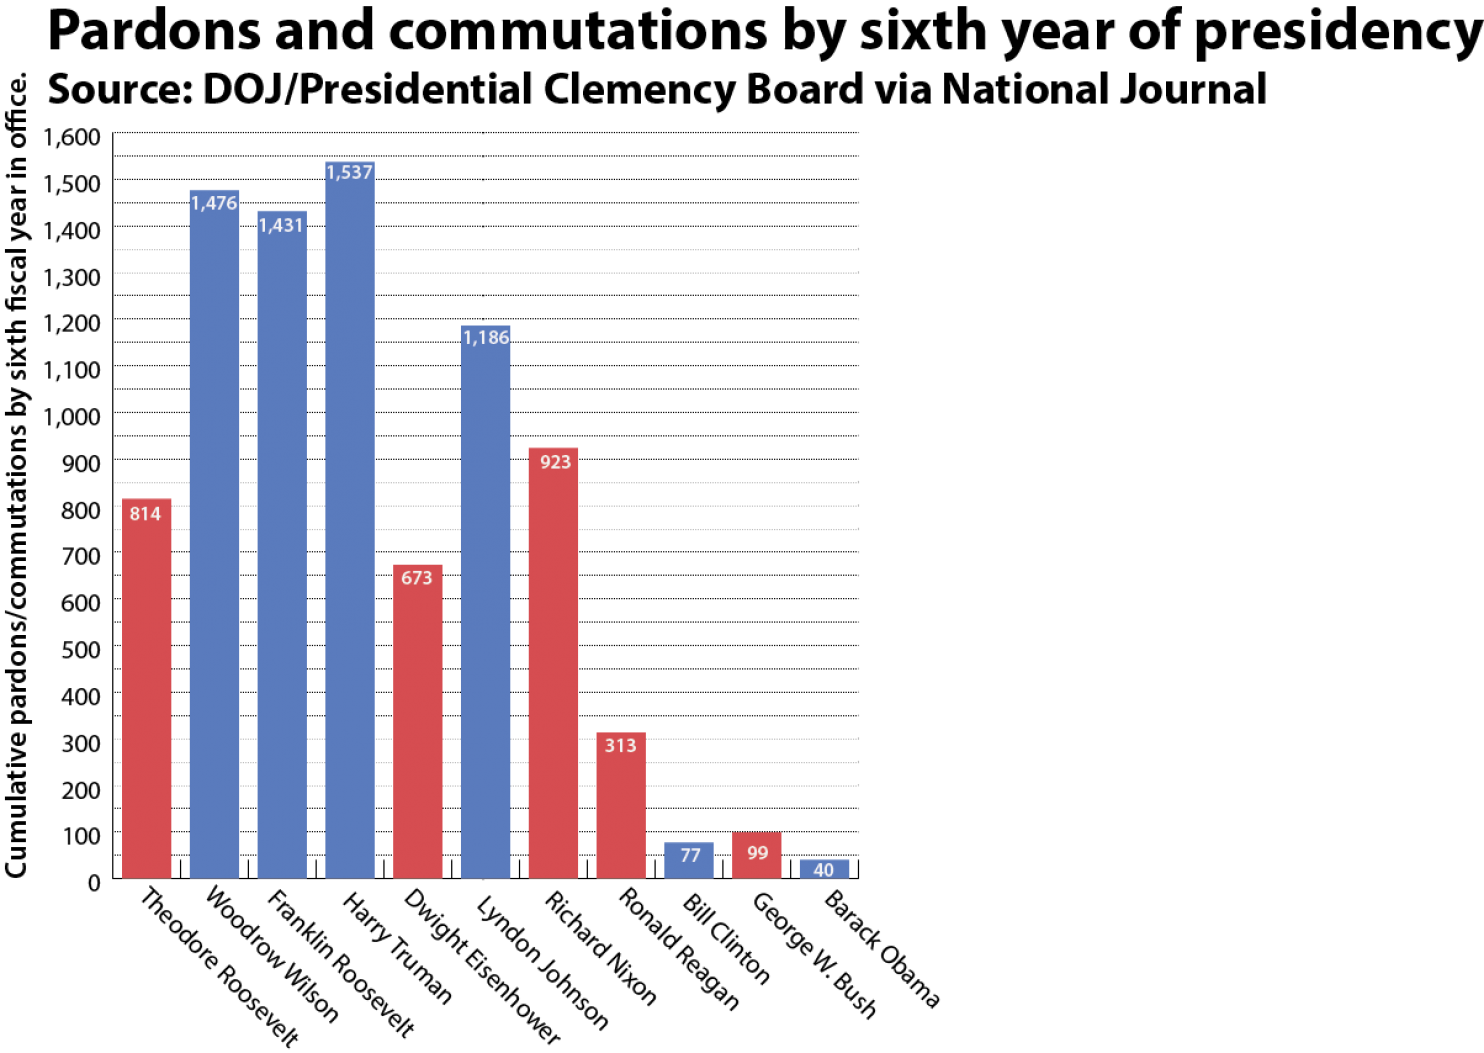 Pardons and commutations by sixth year of presidency
Source: DOJ/Presidential Clemency Board via National Journal
Cumulative pardons/commutations by sixth fiscal year in office.
1,600
1,500
1,400
1,300
1,200
1,100
1,000
900
800
700
600
500
400
300
200
100
0
814
1,476
1,431
1,537
673
1,186
923
313
77
99
40
Theodore Roosevelt
Woodrow Wilson
Franklin Roosevelt
Harry Truman
Dwight Eisenhower
Lyndon Johnson
Richard Nixon
Ronald Reagan
Bill Clinton
George W. Bush
Barack Obama